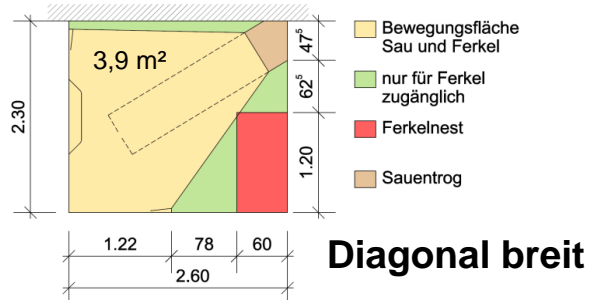 3,9 m²
2.30
47⁵
62⁵
1.20
1.22
78
60
2.60
Bewegungsfläche
Sau und Ferkel
nur für Ferkel
zugänglich
Ferkelnest
Sauentrog
Diagonal breit